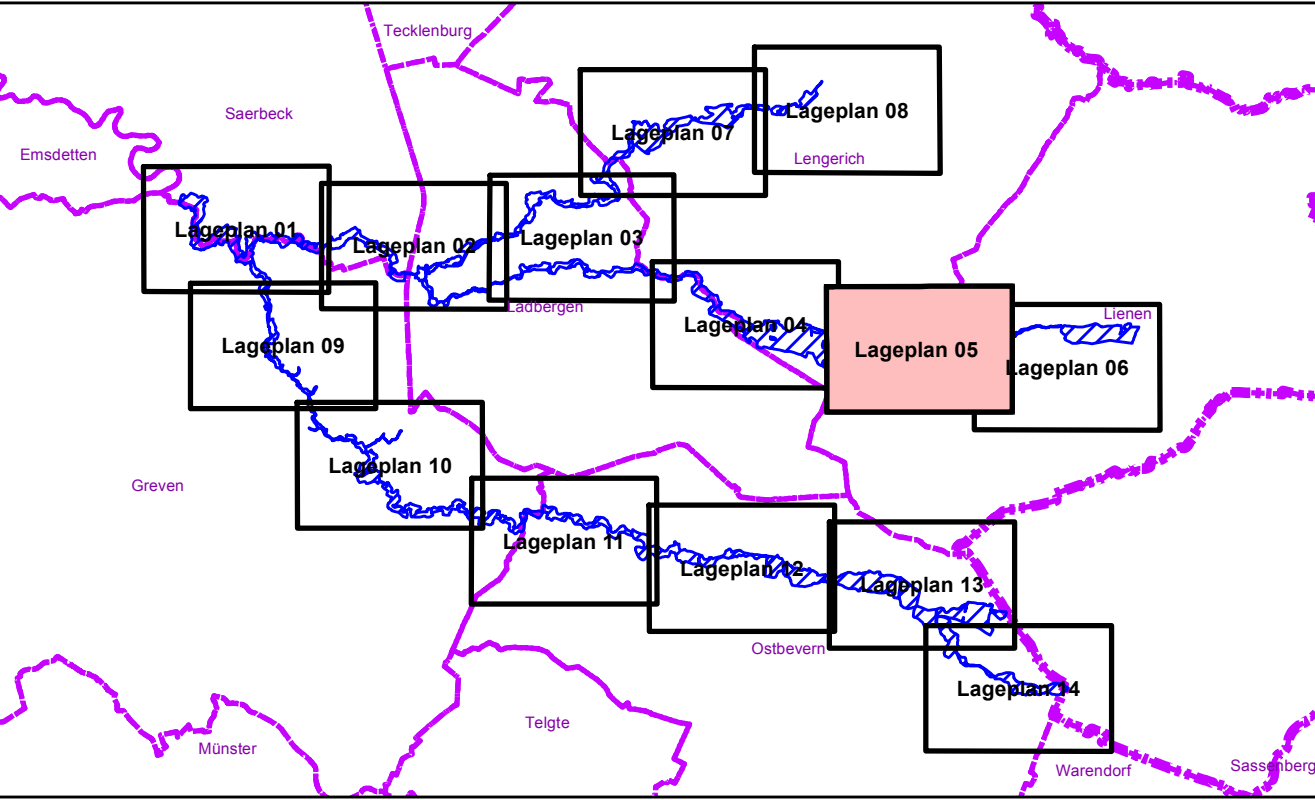 Tecklenburg
Saerbeck
Lageplan 08
Lageplan 07
Emsdetten
Lengerich
Lageplan 01
Lageplan 02
Lageplan 03
Ladbergen
Lienen
Lageplan 04
Lageplan 09
Lageplan 05
Lageplan 06
Lageplan 10
Greven
Lageplan 11
Lageplan 12
Lageplan 13
Ostbevern
Lageplan 14
Telgte
Münster
Warendorf
Sassenberg